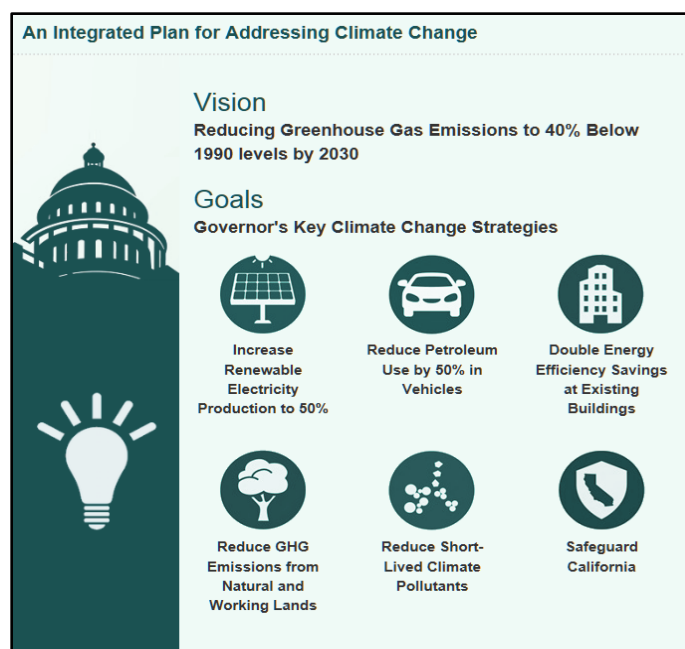 An Integrated Plan for Addressing Climate Change
Vision
Reducing Greenhouse Gas Emissions to 40% Below
1990 levels by 2030
Goals
Governor's Key Climate Change Strategies
Increase
Renewable
Electricity
Production to 50%
Reduce Petroleum
Use by 50% in
Vehicles
Double Energy
Efficiency Savings
at Existing
Buildings
Reduce GHG
Emissions from
Natural and
Working Lands
Reduce Short-
Lived Climate
Pollutants
Safeguard
California